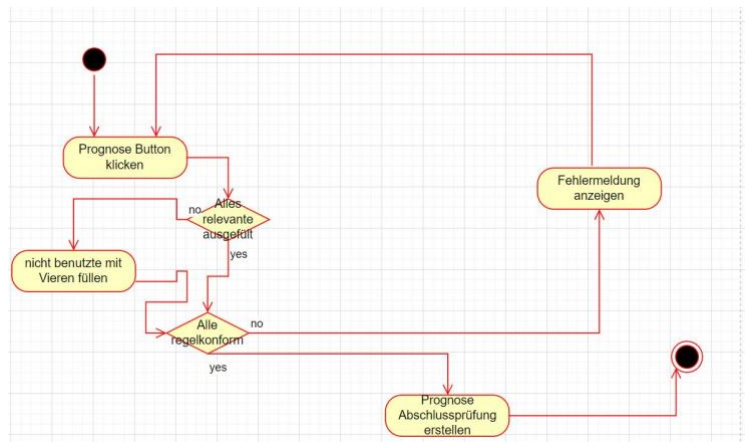 Prognose Button
klicken
Fehlermeldung
anzeigen
no
Alles
relevante
ausgefüllt
yes
nicht benutzte mit
Vieren füllen
Alle
regelkonform
no
yes
Prognose
Abschlussprüfung
erstellen